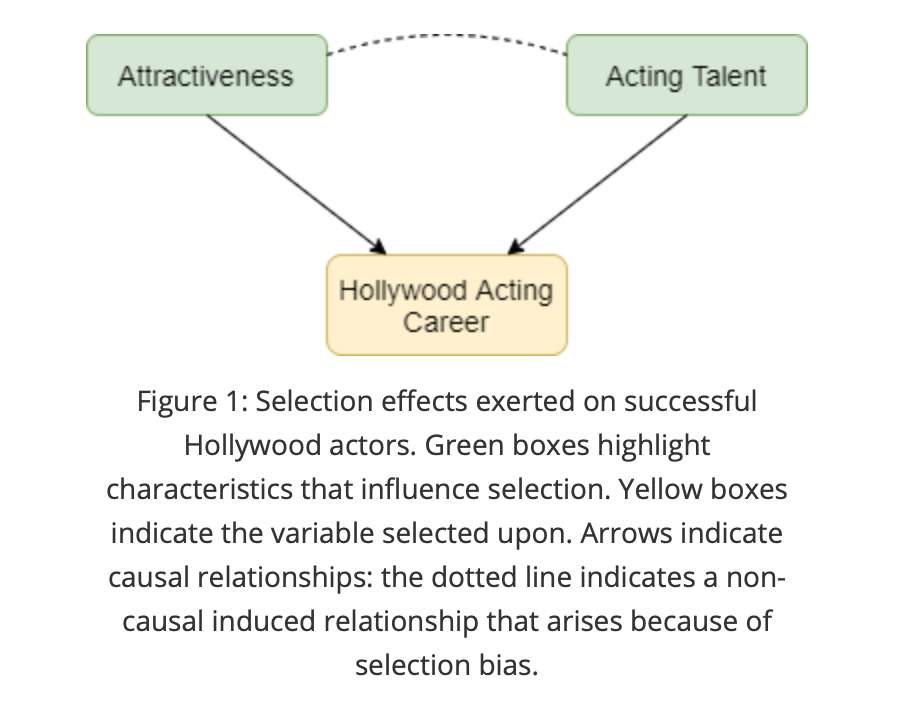 Attractiveness
Acting Talent
Hollywood Acting
Career
Figure 1: Selection effects exerted on successful
Hollywood actors. Green boxes highlight
characteristics that influence selection. Yellow boxes
indicate the variable selected upon. Arrows indicate
causal relationships: the dotted line indicates a non-
causal induced relationship that arises because of
selection bias.